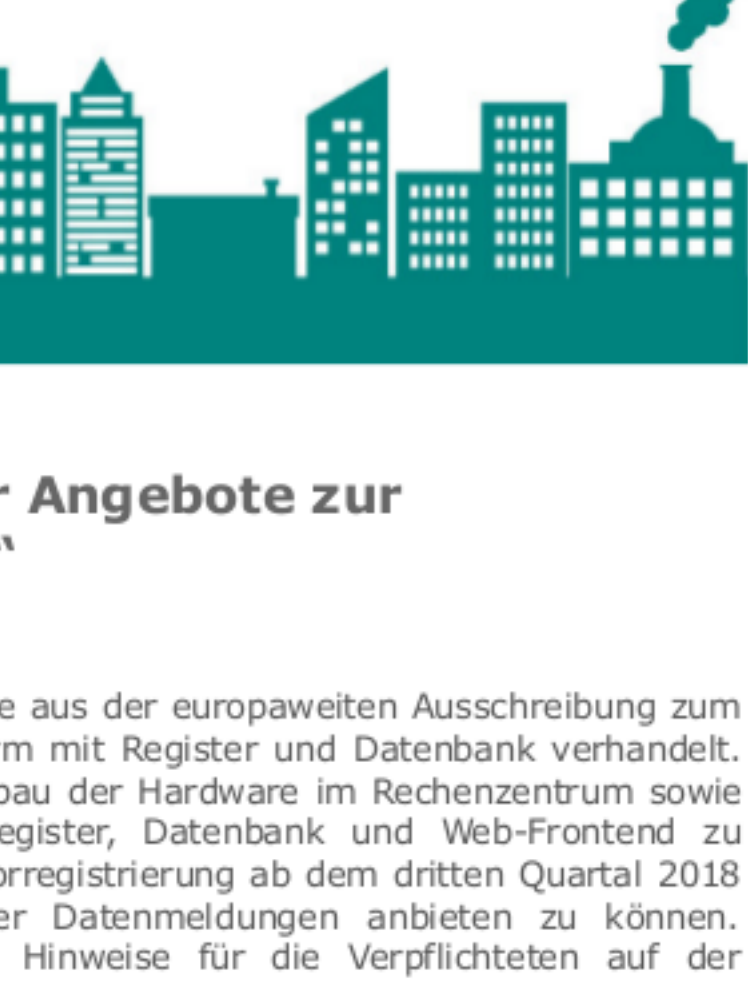 r Angebote zur
“
e aus der europaweiten Ausschreibung zum
rm mit Register und Datenbank verhandelt.
bau der Hardware im Rechenzentrum sowie
egister, Datenbank und Web-Frontend zu
orregistrierung ab dem dritten Quartal 2018
er Datenmeldungen anbieten zu können.
Hinweise für die Verpflichteten auf der